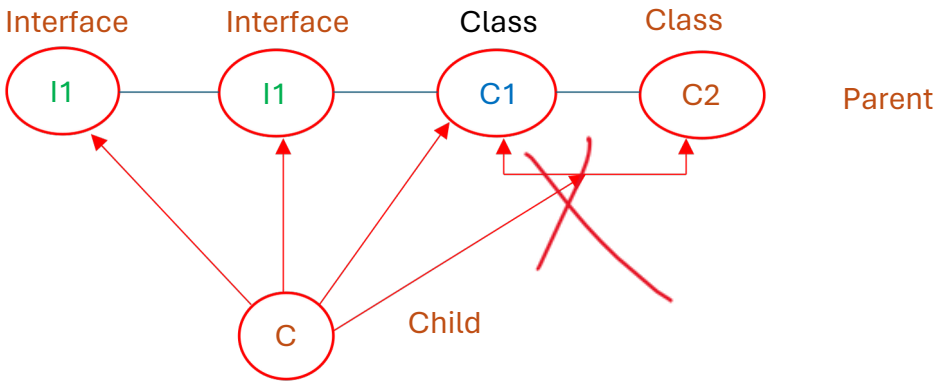 Interface
Interface
Class
Class
I1
I1
C1
C2
Parent
C
Child